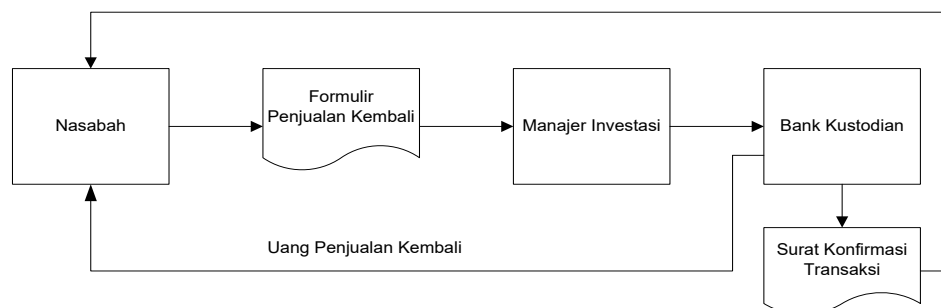 Nasabah
Formulir
Penjualan Kembali
Manajer Investasi
Bank Kustodian
Uang Penjualan Kembali
Surat Konfirmasi
Transaksi